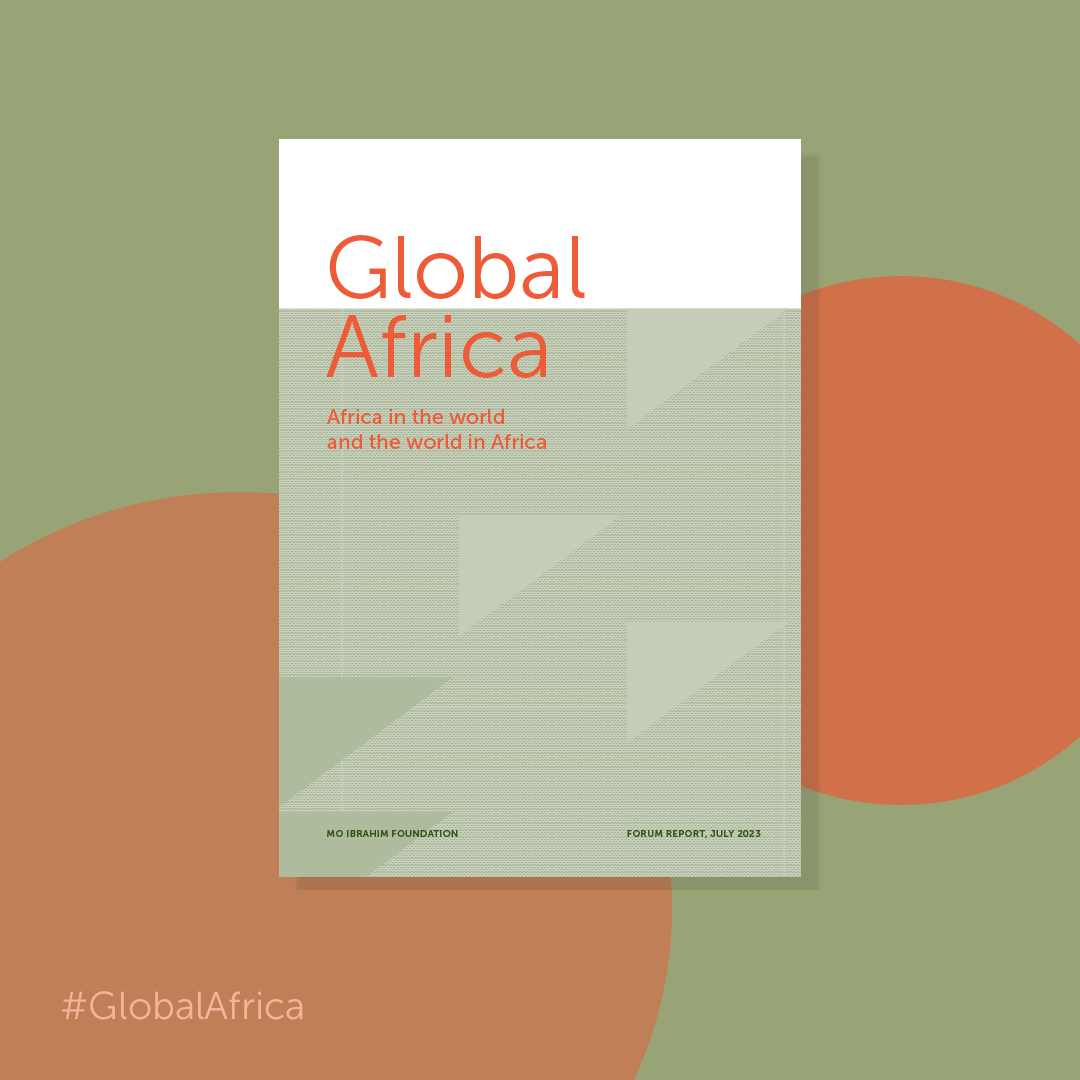 Global
Africa
Africa in the world
and the world in Africa
MO IBRAHIM FOUNDATION
FORUM REPORT, JULY 2023
#GlobalAfrica